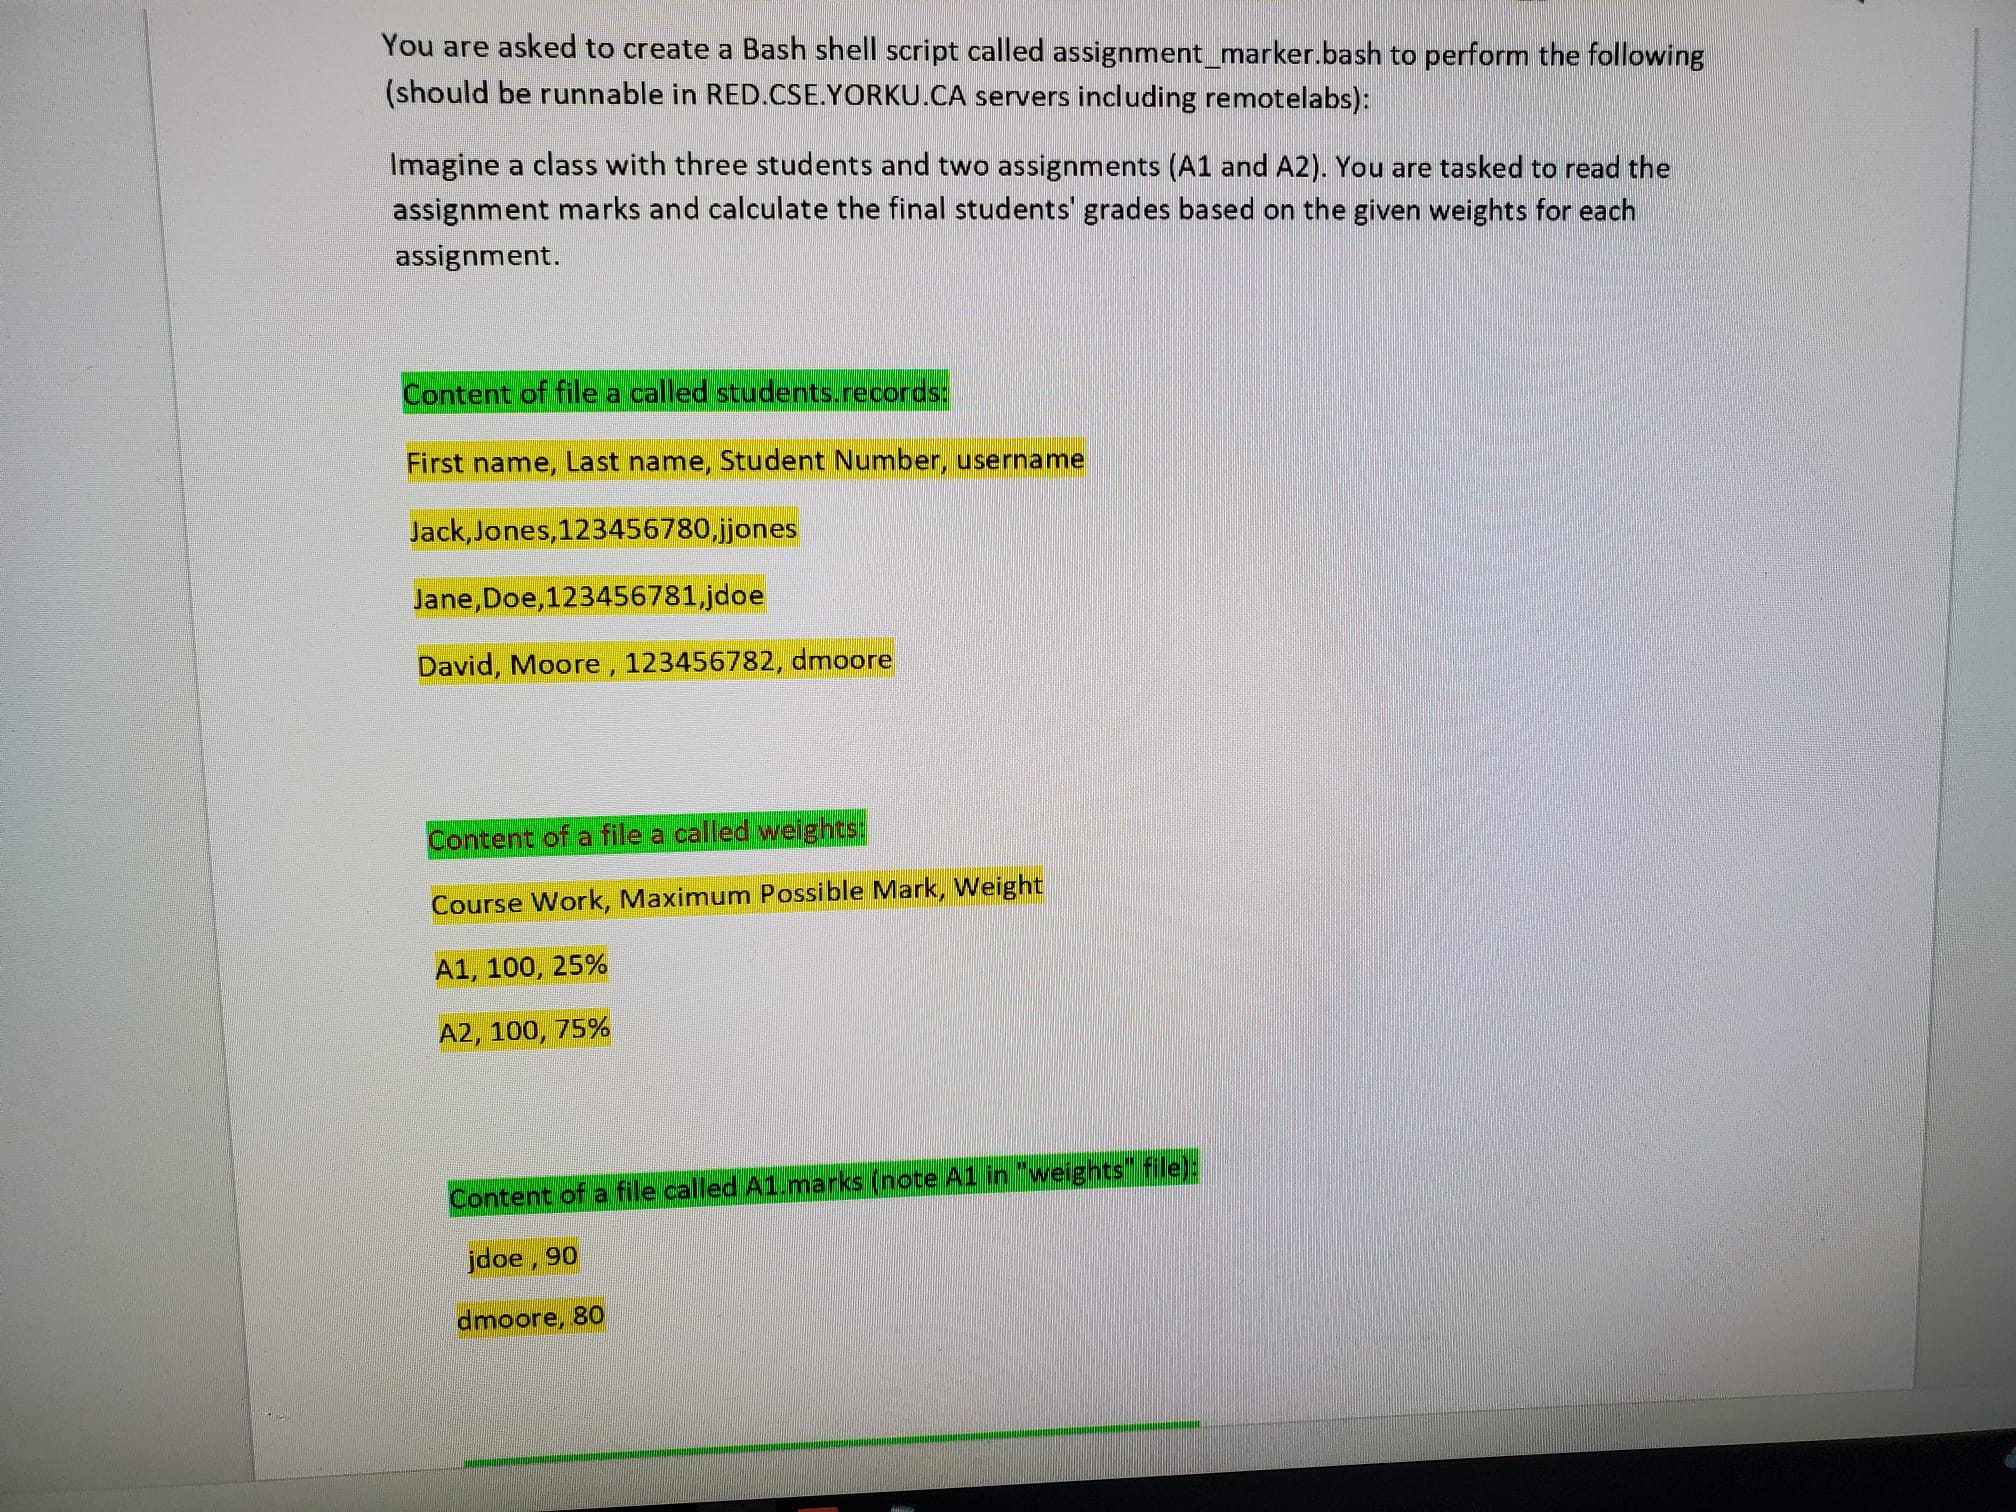 You are asked to create a Bash shell script called assignment_marker.bash to perform the following
(should be runnable in RED.CSE.YORKU.CA servers including remotelabs):
Imagine a class with three students and two assignments (A1 and A2). You are tasked to read the
assignment marks and calculate the final students' grades based on the given weights for each
assignment.
Content of file a called students.records:
First name, Last name, Student Number, username
Jack,Jones,123456780,jjones
Jane,Doe,123456781,jdoe
David, Moore , 123456782, dmoore
Content of a file a called weights:
Course Work, Maximum Possible Mark, Weight
A1, 100, 25%
A2, 100, 75%
Content of a file called A1.marks (note A1 in "weights" file):
jdoe , 90
dmoore, 80